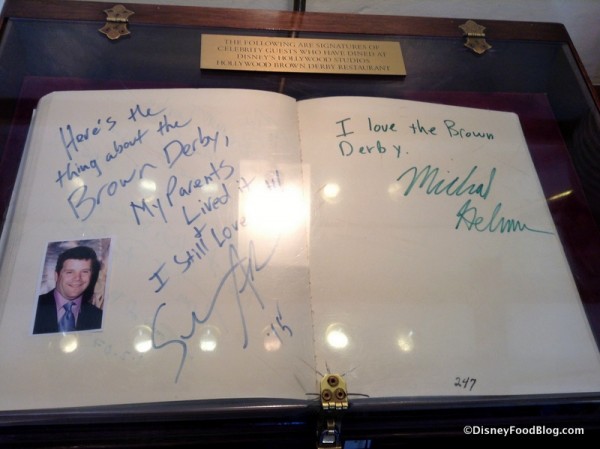 THE FOLLOWING ARE SIGNATURES OF
CELEBRITY GUESTS WHO HAVE DINED AT
DISNEY'S HOLLYWOOD STUDIOS
HOLLYWOOD BROWN DERBY RESTAURANT
Here's the
thing about the
Brown Derby,
My Parents
Lived it
+
I Still Love
'15
I love the Brown
Derby.
Michal
247
©DisneyFoodBlog.com